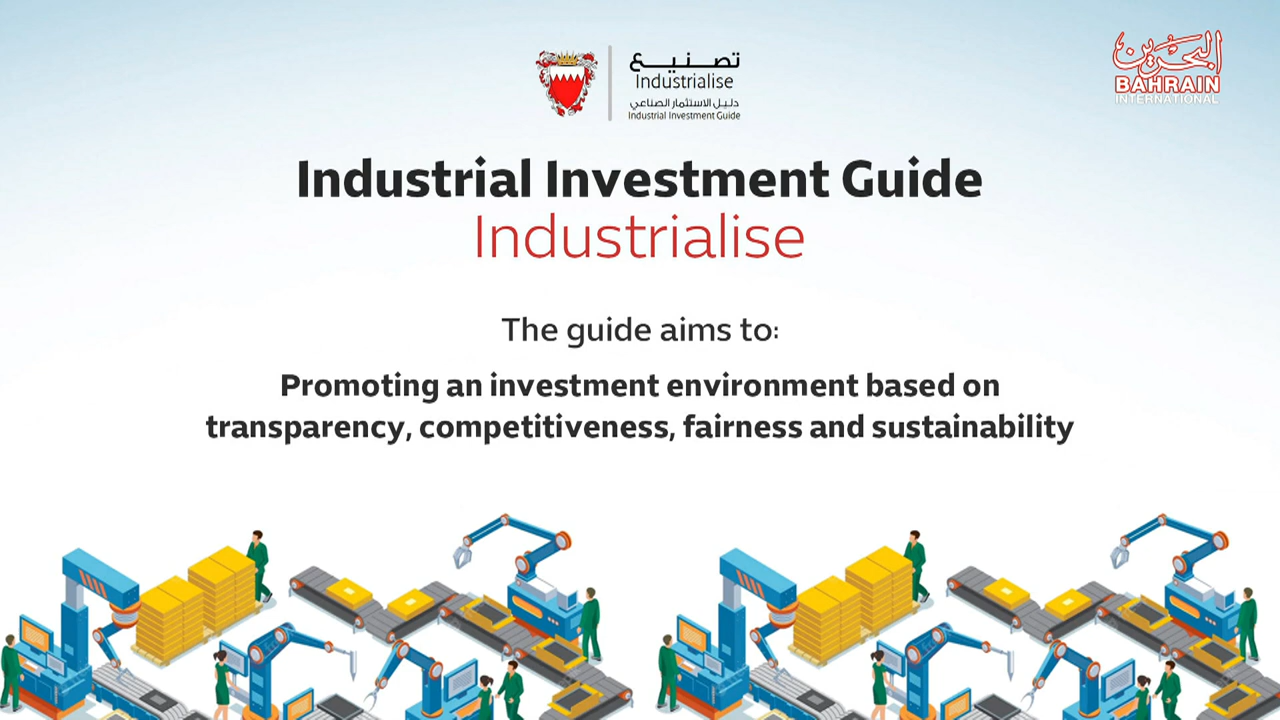 تصنيع
Industrialise
دليل الاستثمار الصناعي
Industrial Investment Guide
البحرين
BAHRAIN
INTERNATIONAL
Industrial Investment Guide
Industrialise
The guide aims to:
Promoting an investment environment based on
transparency, competitiveness, fairness and sustainability